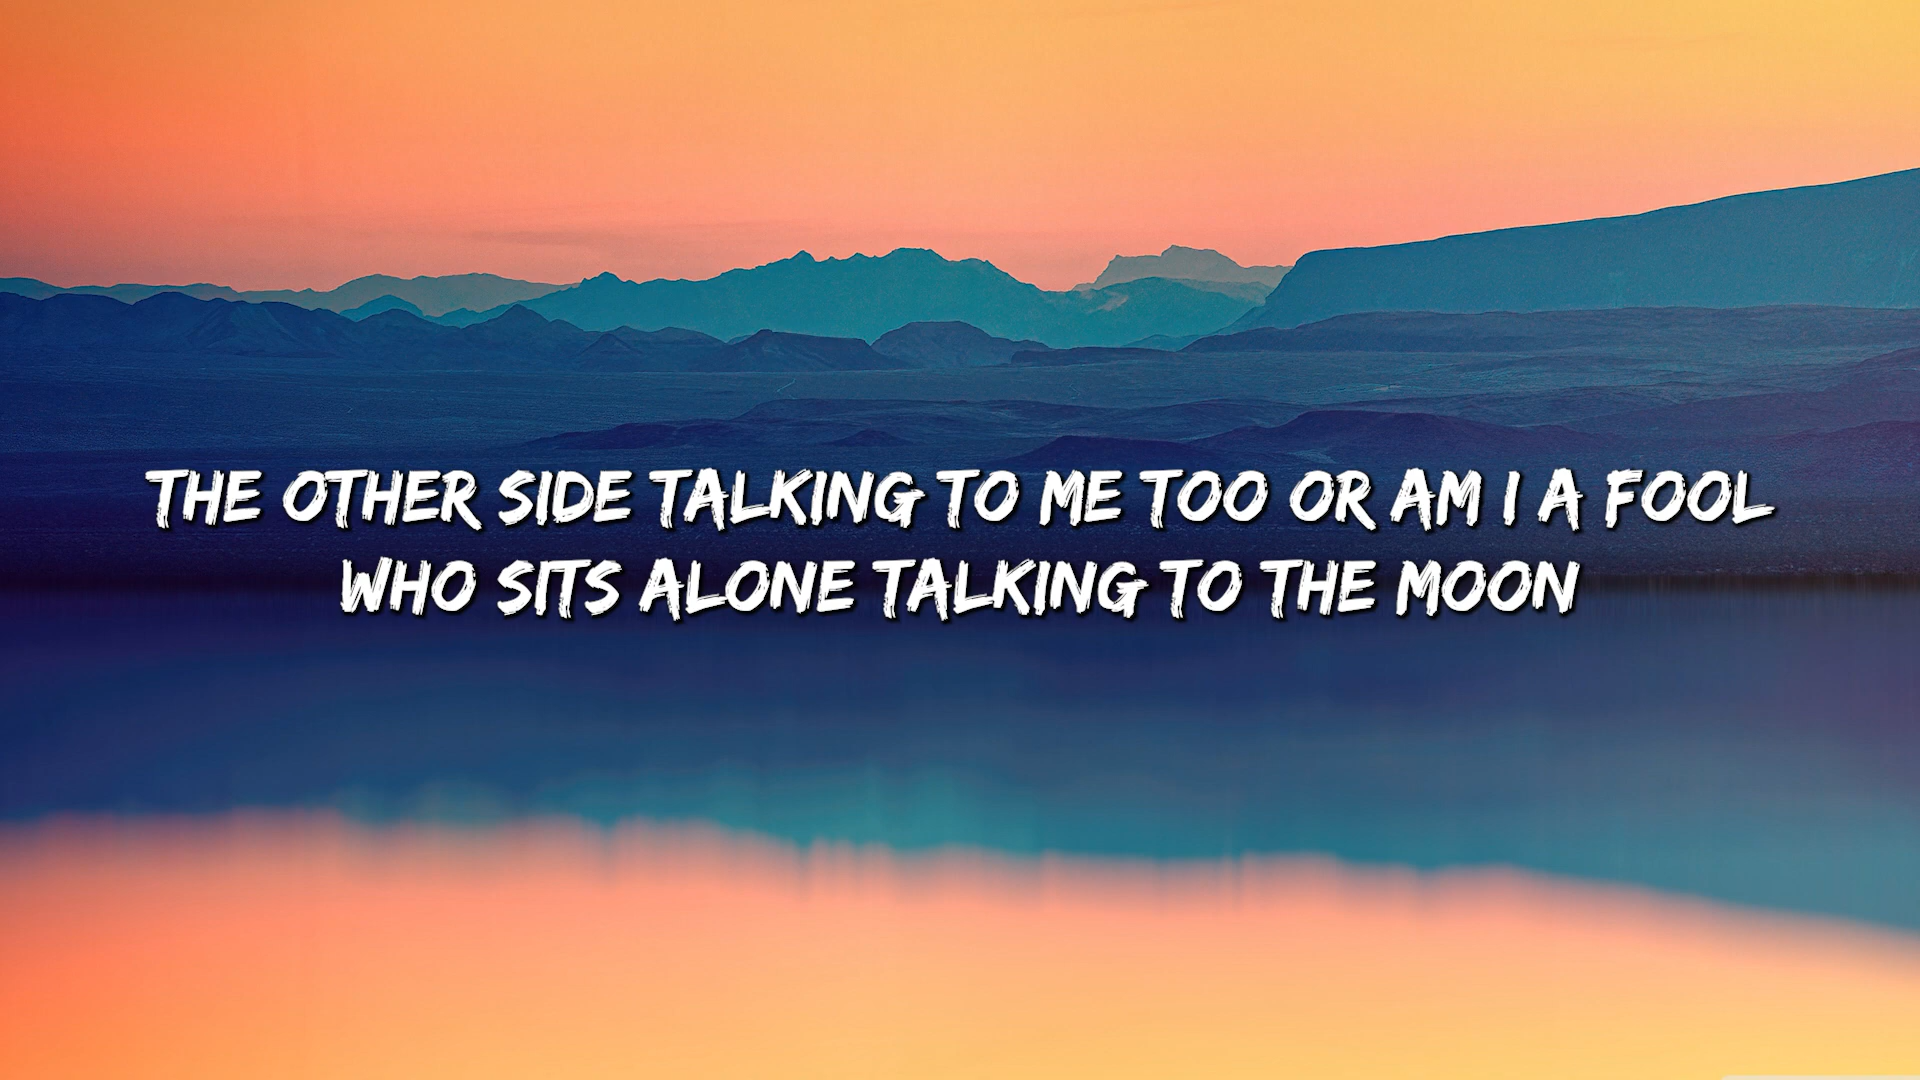 THE OTHER SIDE TALKING TO ME TOO OR AM I A FOOL
WHO SITS ALONE TALKING TO THE MOON